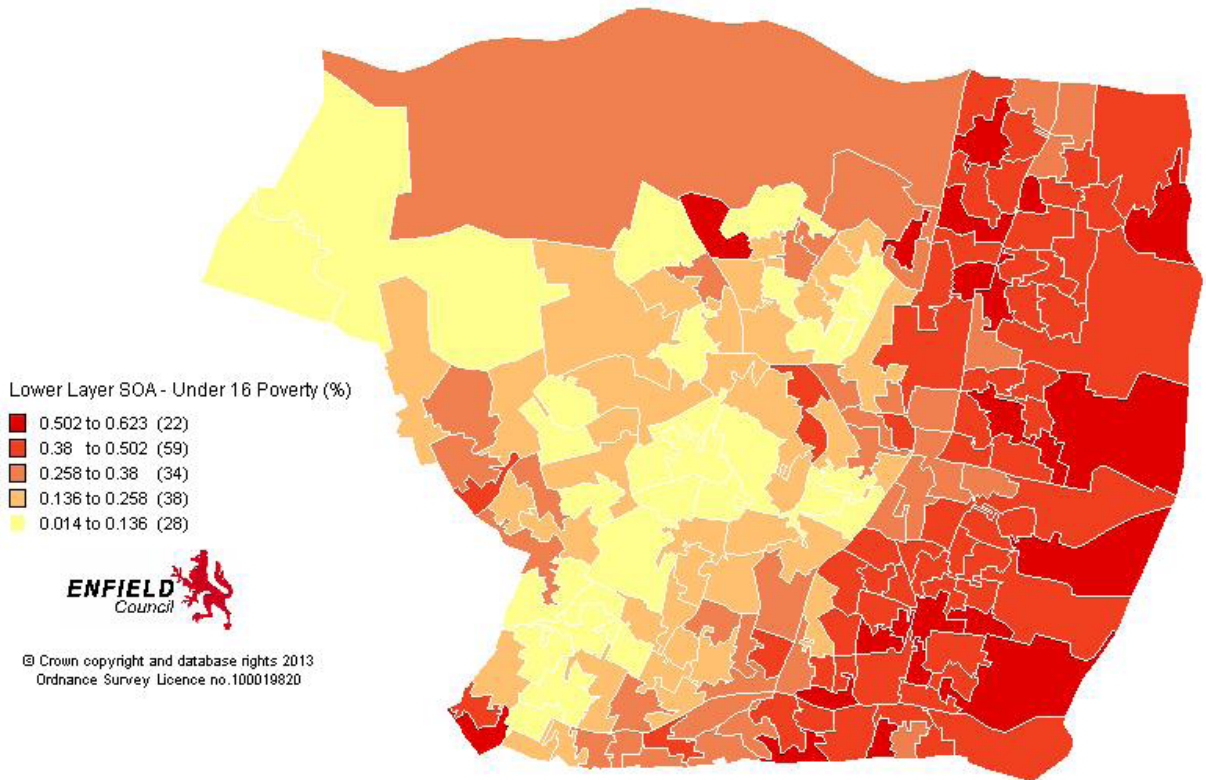 Lower Layer SOA - Under 16 Poverty (%)
0.502 to 0.623 (22)
0.38 to 0.502 (59)
0.258 to 0.38 (34)
0.136 to 0.258 (38)
0.014 to 0.136 (28)
ENFIELD
Council
© Crown copyright and database rights 2013
Ordnance Survey Licence no.100019820